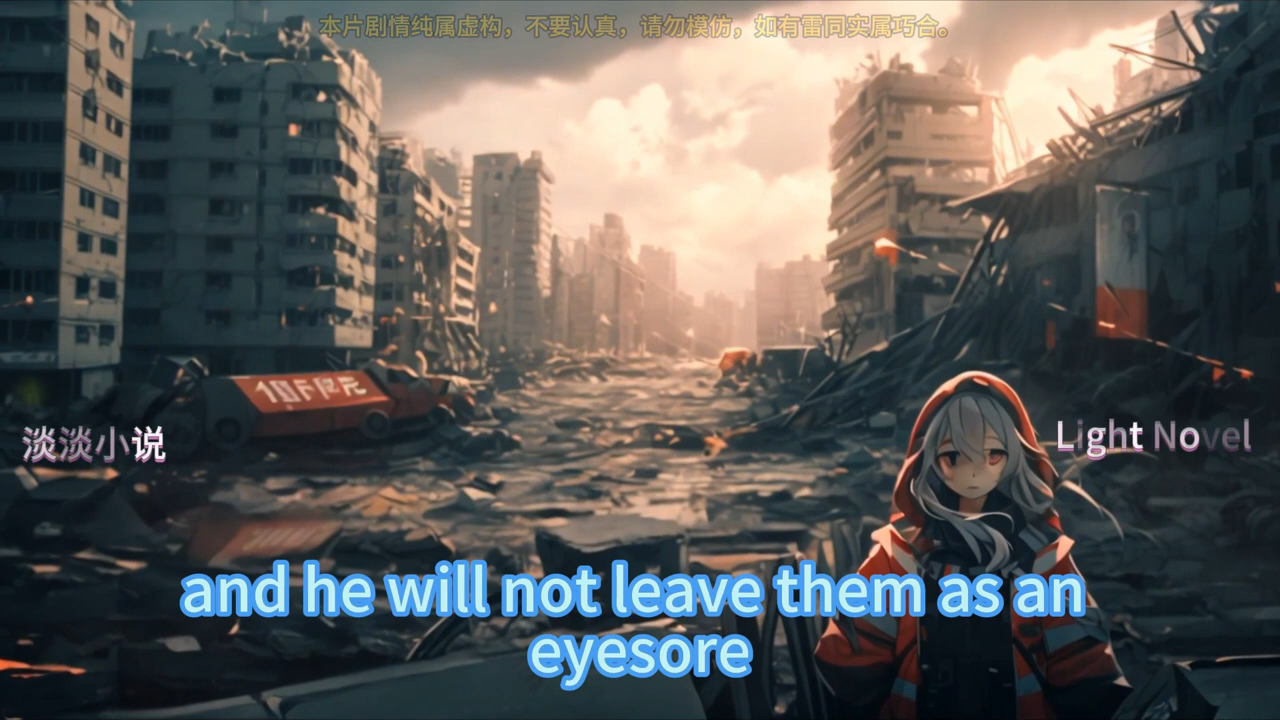 本片剧情纯属虚构，不要认真，请勿模仿，如有雷同实属巧合。
淡淡小说
Light Novel
and he will not leave them as an
eyesore